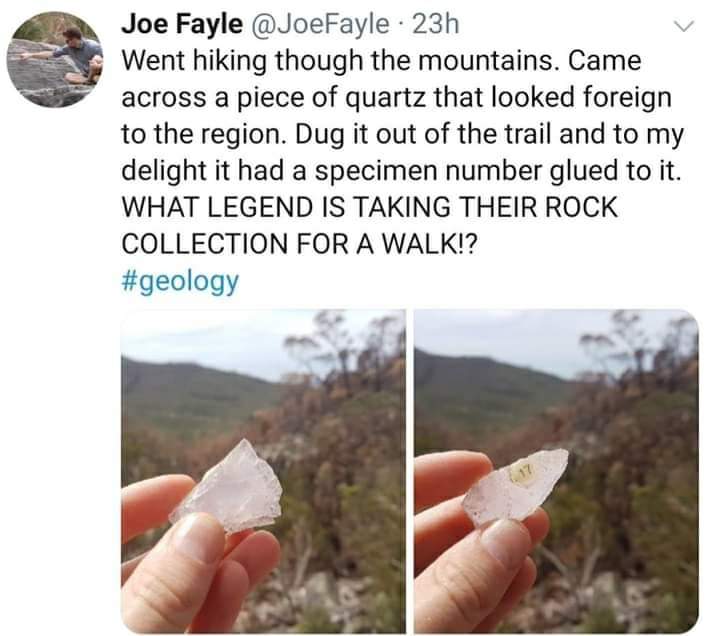 Joe Fayle @JoeFayle · 23h
Went hiking though the mountains. Came
across a piece of quartz that looked foreign
to the region. Dug it out of the trail and to my
delight it had a specimen number glued to it.
WHAT LEGEND IS TAKING THEIR ROCK
COLLECTION FOR A WALK!?
#geology
17